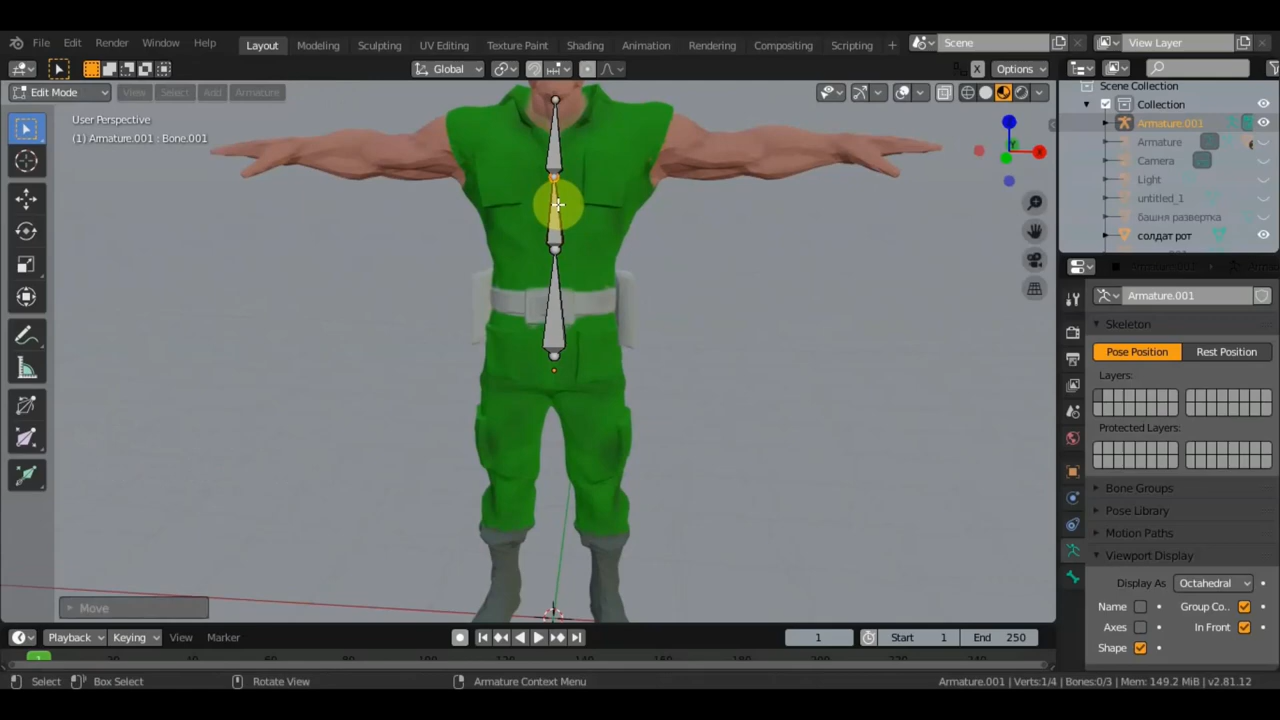 File Edit Render Window Help Layout Modeling Sculpting UV Editing Texture Paint Shading Animation Rendering Compositing Scripting + Scene View Layer
Global Options
X
Edit Mode View Select Add Armature
User Perspective
(1) Armature.001 : Bone.001
Scene Collection
Collection
Armature.001
Armature
Camera
Light
untitled_1
башня развертка
солдат рот
Armature.001
Skeleton
Pose Position Rest Position
Layers:
Protected Layers:
Bone Groups
Pose Library
Motion Paths
Viewport Display
Display As Octahedral
Name Group Co..
Axes In Front
Shape
Move
Playback Keying View Marker 1 Start 1 End 250
1
Select Box Select Rotate View Armature Context Menu Armature.001 | Verts:1/4 | Bones:0/3 | Mem: 149.2 MiB | v2.81.12